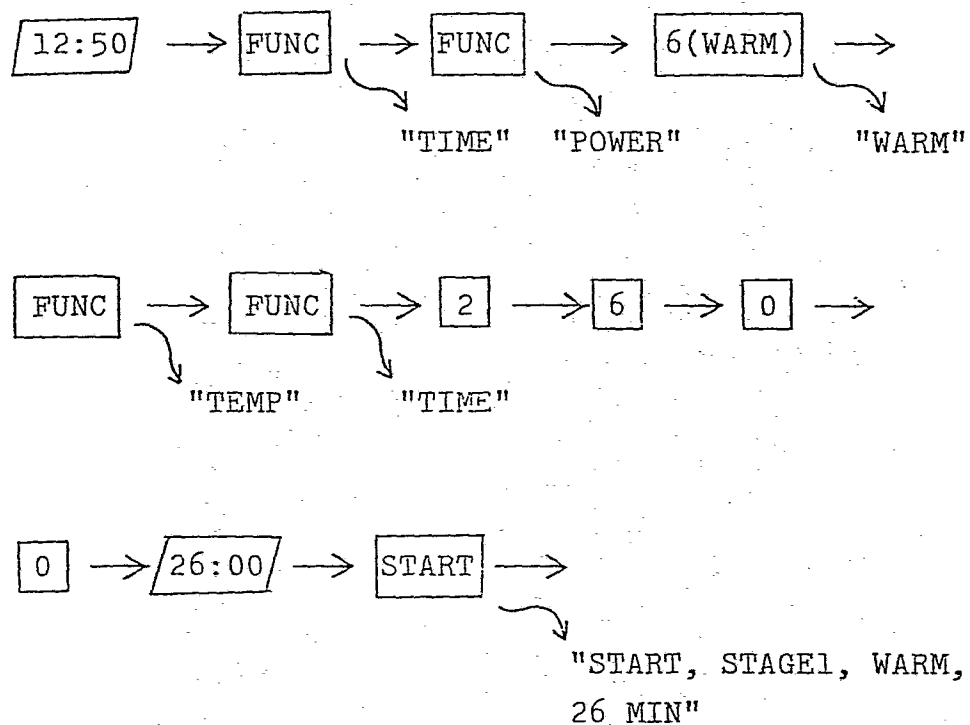 12:50 FUNC FUNC 6(WARM)
"TIME" "POWER" "WARM"
FUNC FUNC 2 6 0
"TEMP" "TIME"
0 26:00 START
"START, STAGE1, WARM,
26 MIN"